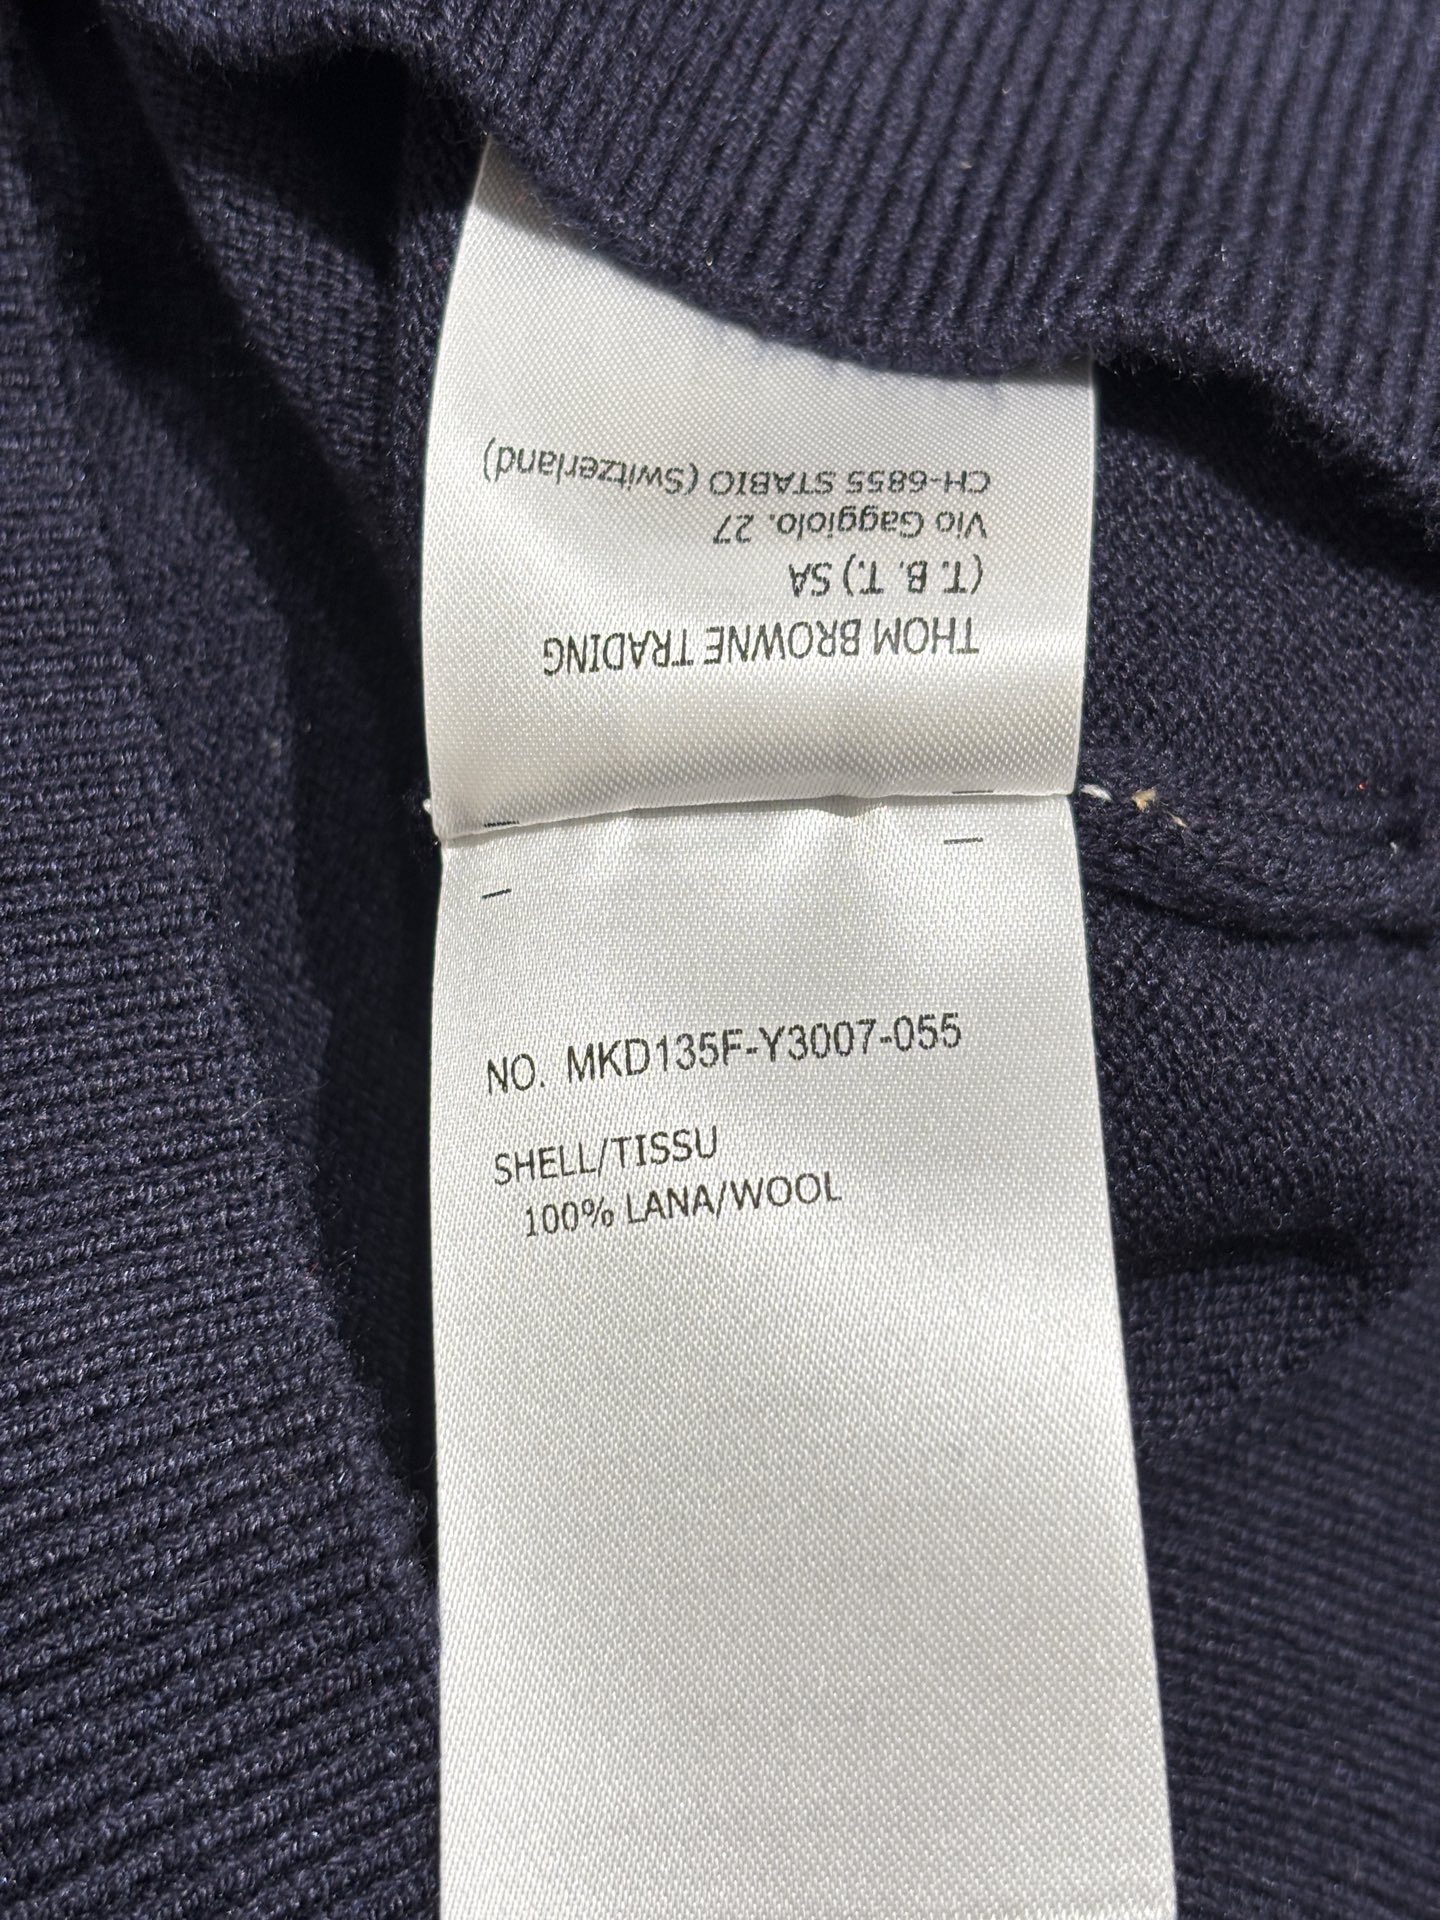 THOM BROWNE TRADING
(T. B. T.) SA
Vio Gaggiolo. 27
CH-6855 STABIO (Switzerland)
NO. MKD135F-Y3007-055
SHELL/TISSU
100% LANA/WOOL